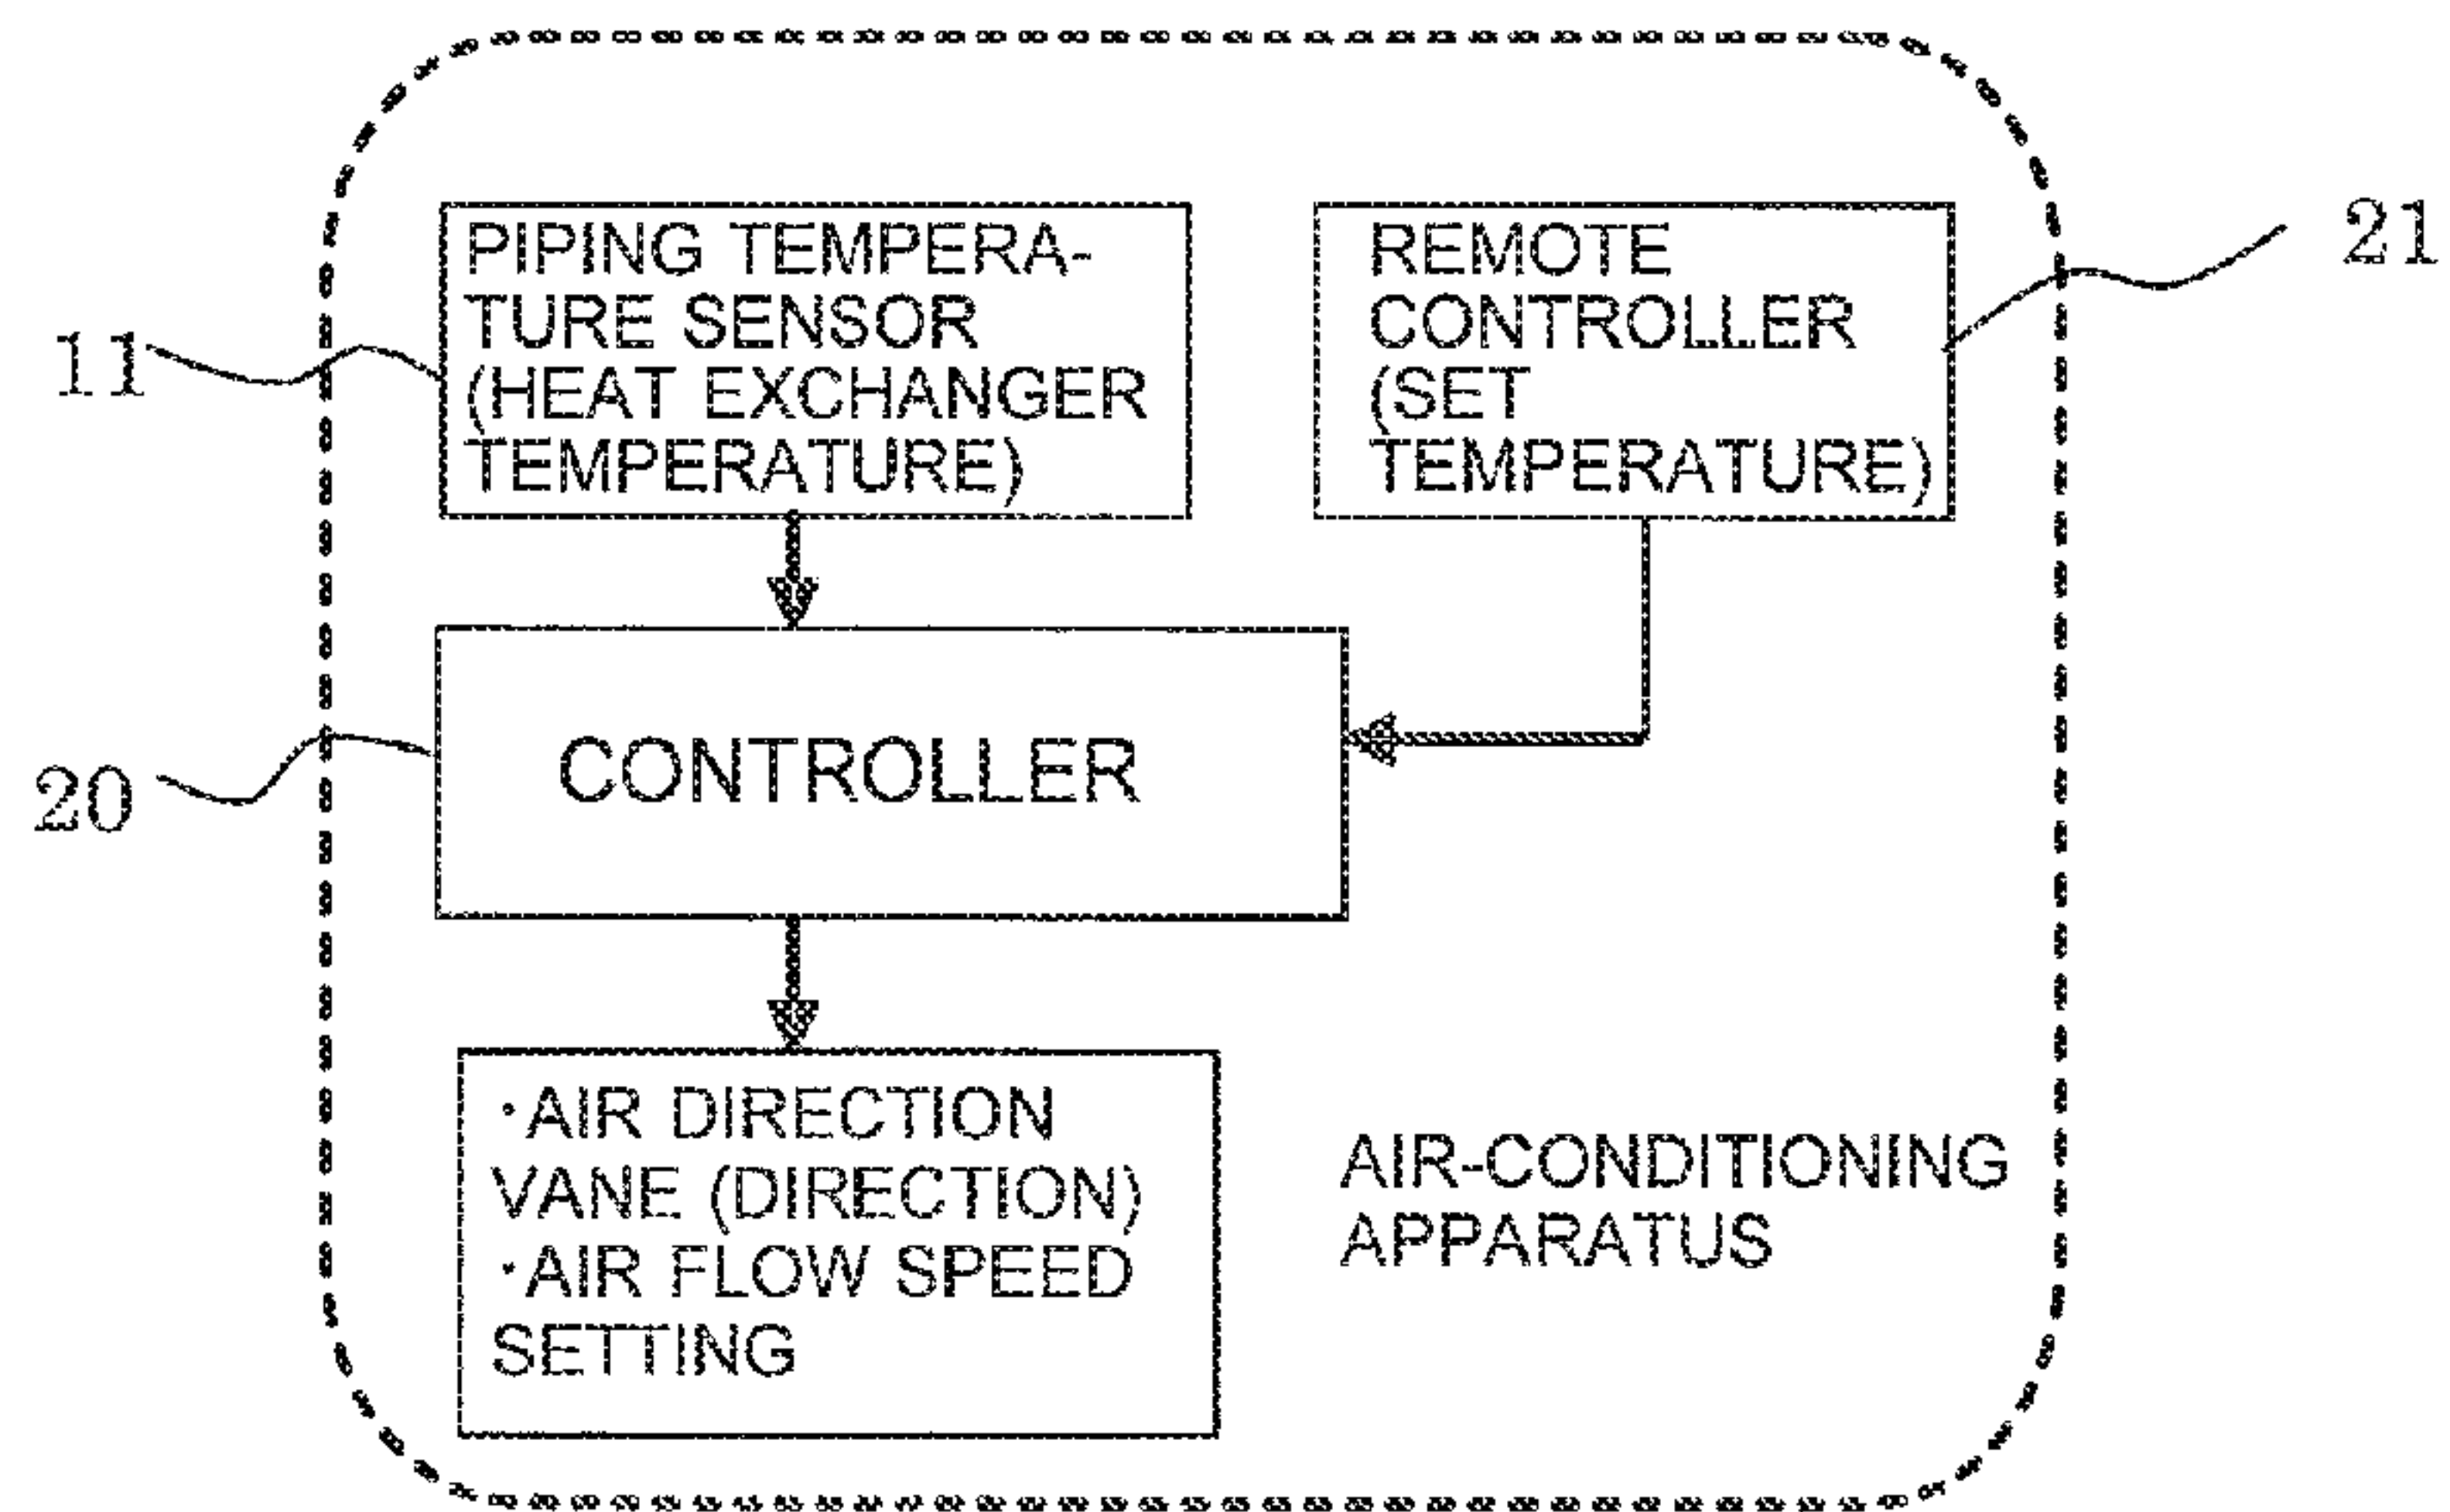 PIPING TEMPERA-
TURE SENSOR
(HEAT EXCHANGER
TEMPERATURE)
REMOTE
CONTROLLER
(SET
TEMPERATURE)
21
11
CONTROLLER
20
・AIR DIRECTION
VANE (DIRECTION)
・AIR FLOW SPEED
SETTING
AIR-CONDITIONING
APPARATUS